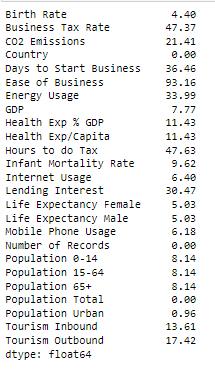 Birth Rate 4.40
Business Tax Rate 47.37
CO2 Emissions 21.41
Country 0.00
Days to Start Business 36.46
Ease of Business 93.16
Energy Usage 33.99
GDP 7.77
Health Exp % GDP 11.43
Health Exp/Capita 11.43
Hours to do Tax 47.63
Infant Mortality Rate 9.62
Internet Usage 6.40
Lending Interest 30.47
Life Expectancy Female 5.03
Life Expectancy Male 5.03
Mobile Phone Usage 6.18
Number of Records 0.00
Population 0-14 8.14
Population 15-64 8.14
Population 65+ 8.14
Population Total 0.00
Population Urban 0.96
Tourism Inbound 13.61
Tourism Outbound 17.42
dtype: float64